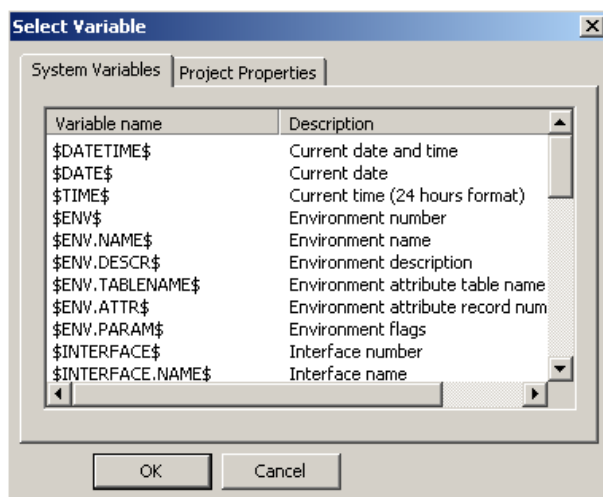 Select Variable
System Variables Project Properties
Variable name Description
$DATETIME$ Current date and time
$DATE$ Current date
$TIME$ Current time (24 hours format)
$ENV$ Environment number
$ENV.NAME$ Environment name
$ENV.DESCR$ Environment description
$ENV.TABLENAME$ Environment attribute table name
$ENV.ATTR$ Environment attribute record num
$ENV.PARAM$ Environment flags
$INTERFACE$ Interface number
$INTERFACE.NAME$ Interface name
OK Cancel